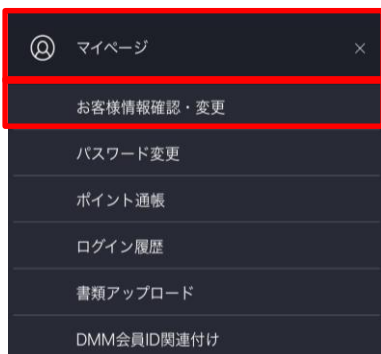 マイページ
お客様情報確認・変更
パスワード変更
ポイント通帳
ログイン履歴
書類アップロード
DMM会員ID関連付け